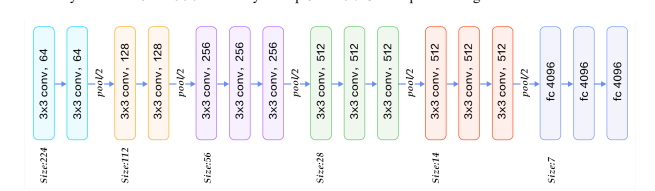 3x3 conv, 64
3x3 conv, 64
pool/2
3x3 conv, 128
3x3 conv, 128
pool/2
3x3 conv, 256
3x3 conv, 256
3x3 conv, 256
pool/2
3x3 conv, 512
3x3 conv, 512
3x3 conv, 512
pool/2
3x3 conv, 512
3x3 conv, 512
3x3 conv, 512
pool/2
fc 4096
fc 4096
fc 4096
Size:224
Size:112
Size:56
Size:28
Size:14
Size:7